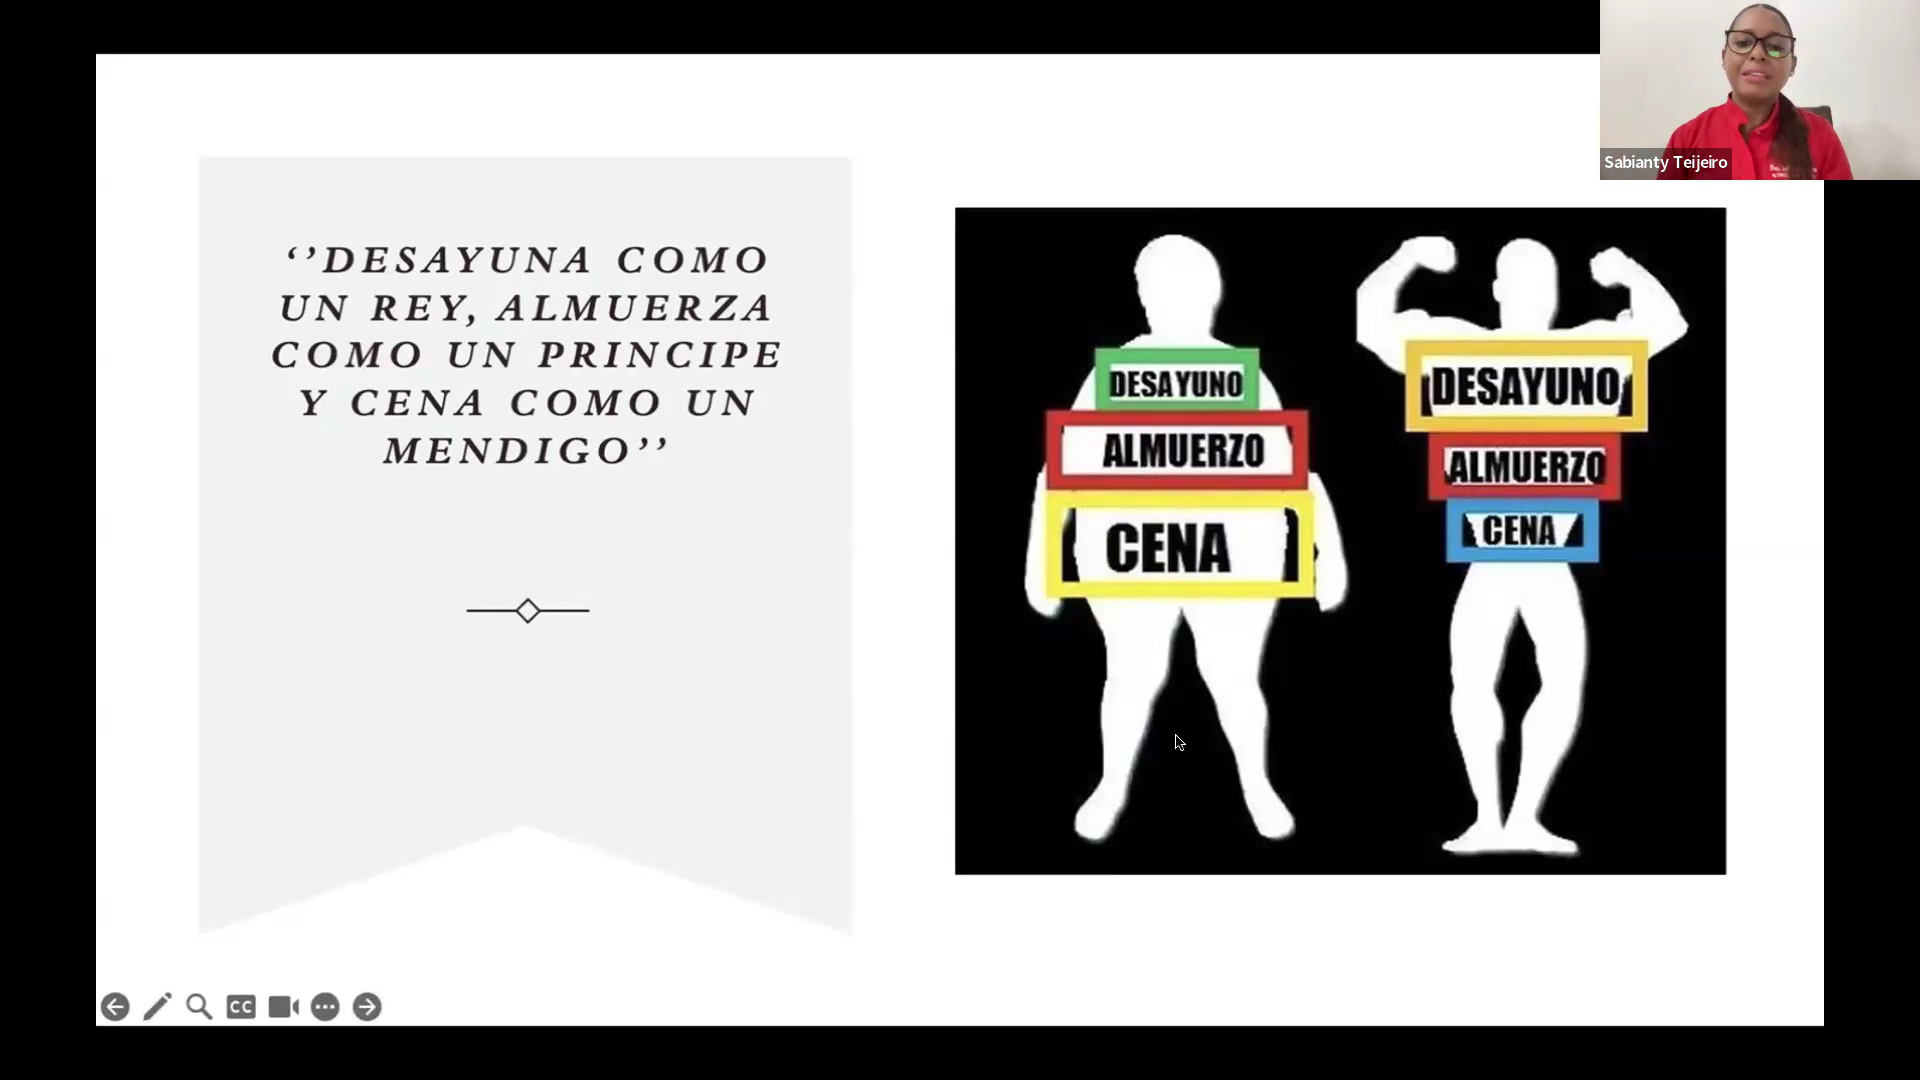 ‘’DESAYUNA COMO
UN REY, ALMUERZA
COMO UN PRINCIPE
Y CENA COMO UN
MENDIGO’’
DESAYUNO
ALMUERZO
CENA
DESAYUNO
ALMUERZO
CENA
Sabianty Teijeiro
CC